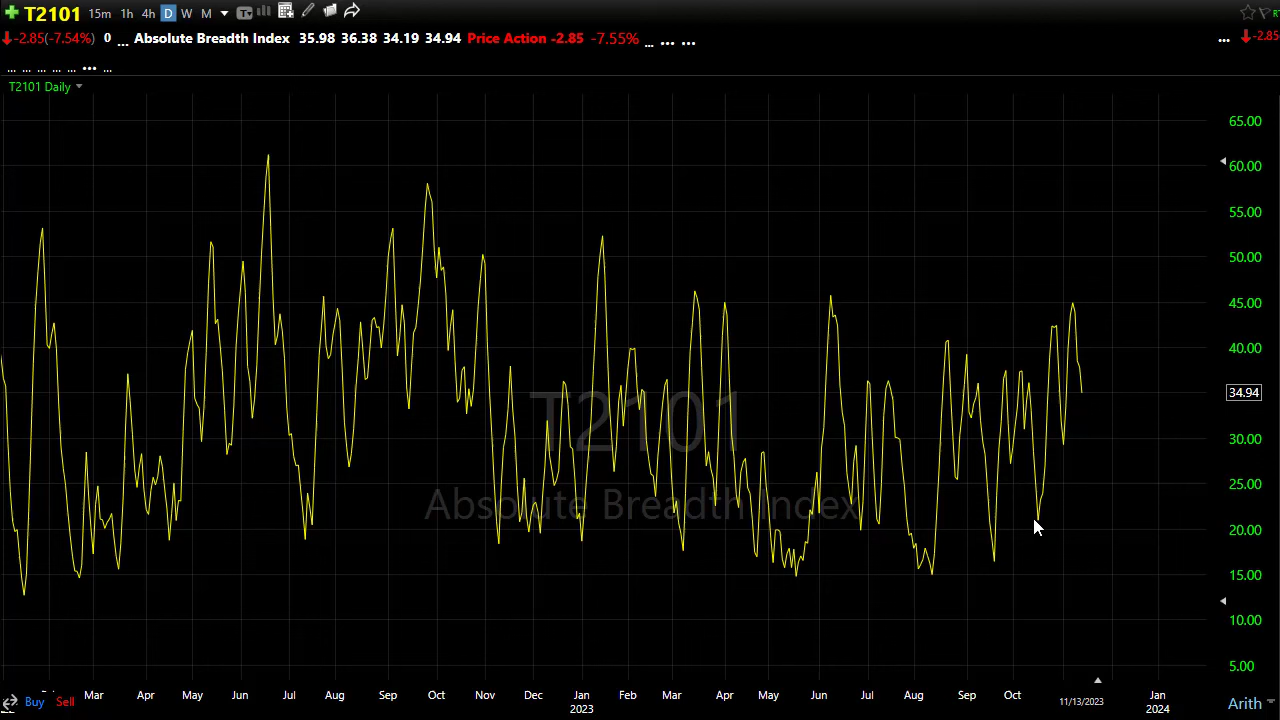 T2101 15m 1h 4h D W M T
-2.85(-7.54%) 0 ... Absolute Breadth Index 35.98 36.38 34.19 34.94 Price Action -2.85 -7.55% ... ... ... ... -2.85
... ... ... ... ... ... ...
T2101 Daily
65.00
60.00
55.00
50.00
45.00
40.00
34.94
30.00
25.00
20.00
15.00
10.00
5.00
T2101
Absolute Breadth Index
Mar Apr May Jun Jul Aug Sep Oct Nov Dec Jan Feb Mar Apr May Jun Jul Aug Sep Oct Jan
2023 11/13/2023 2024
Buy Sell Arith